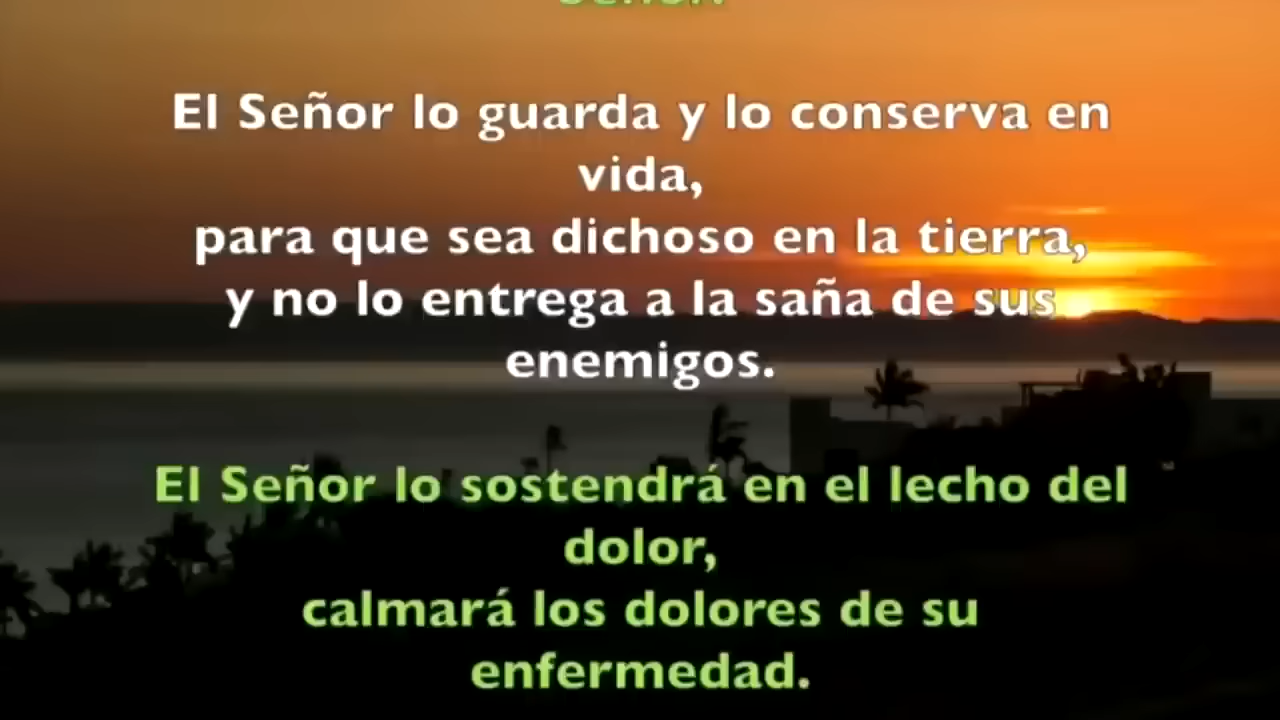 El Señor lo guarda y lo conserva en
vida,
para que sea dichoso en la tierra,
y no lo entrega a la saña de sus
enemigos.
El Señor lo sostendrá en el lecho del
dolor,
calmará los dolores de su
enfermedad.